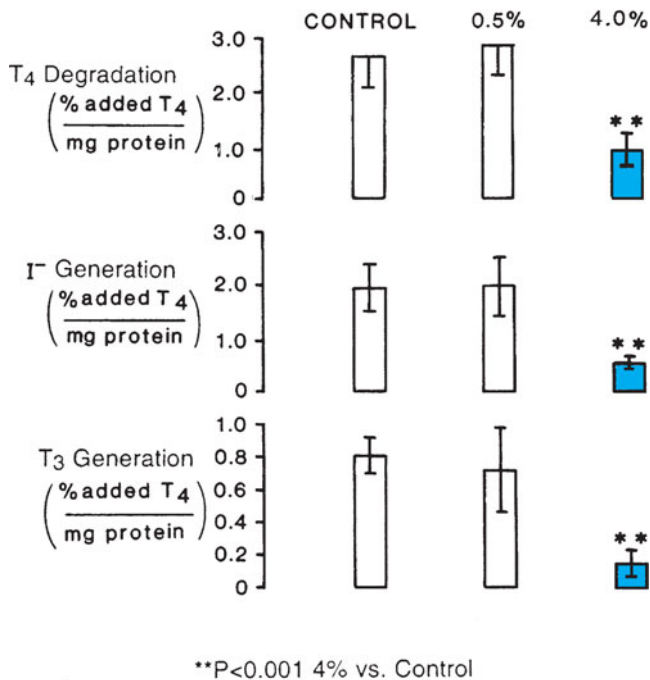 CONTROL 0.5% 4.0%
T4 Degradation
(% added T4
mg protein)
3.0
2.0
1.0
0
**
I- Generation
(% added T4
mg protein)
3.0
2.0
1.0
0
**
T3 Generation
(% added T4
mg protein)
1.0
0.8
0.6
0.4
0.2
0
**
**P<0.001 4% vs. Control